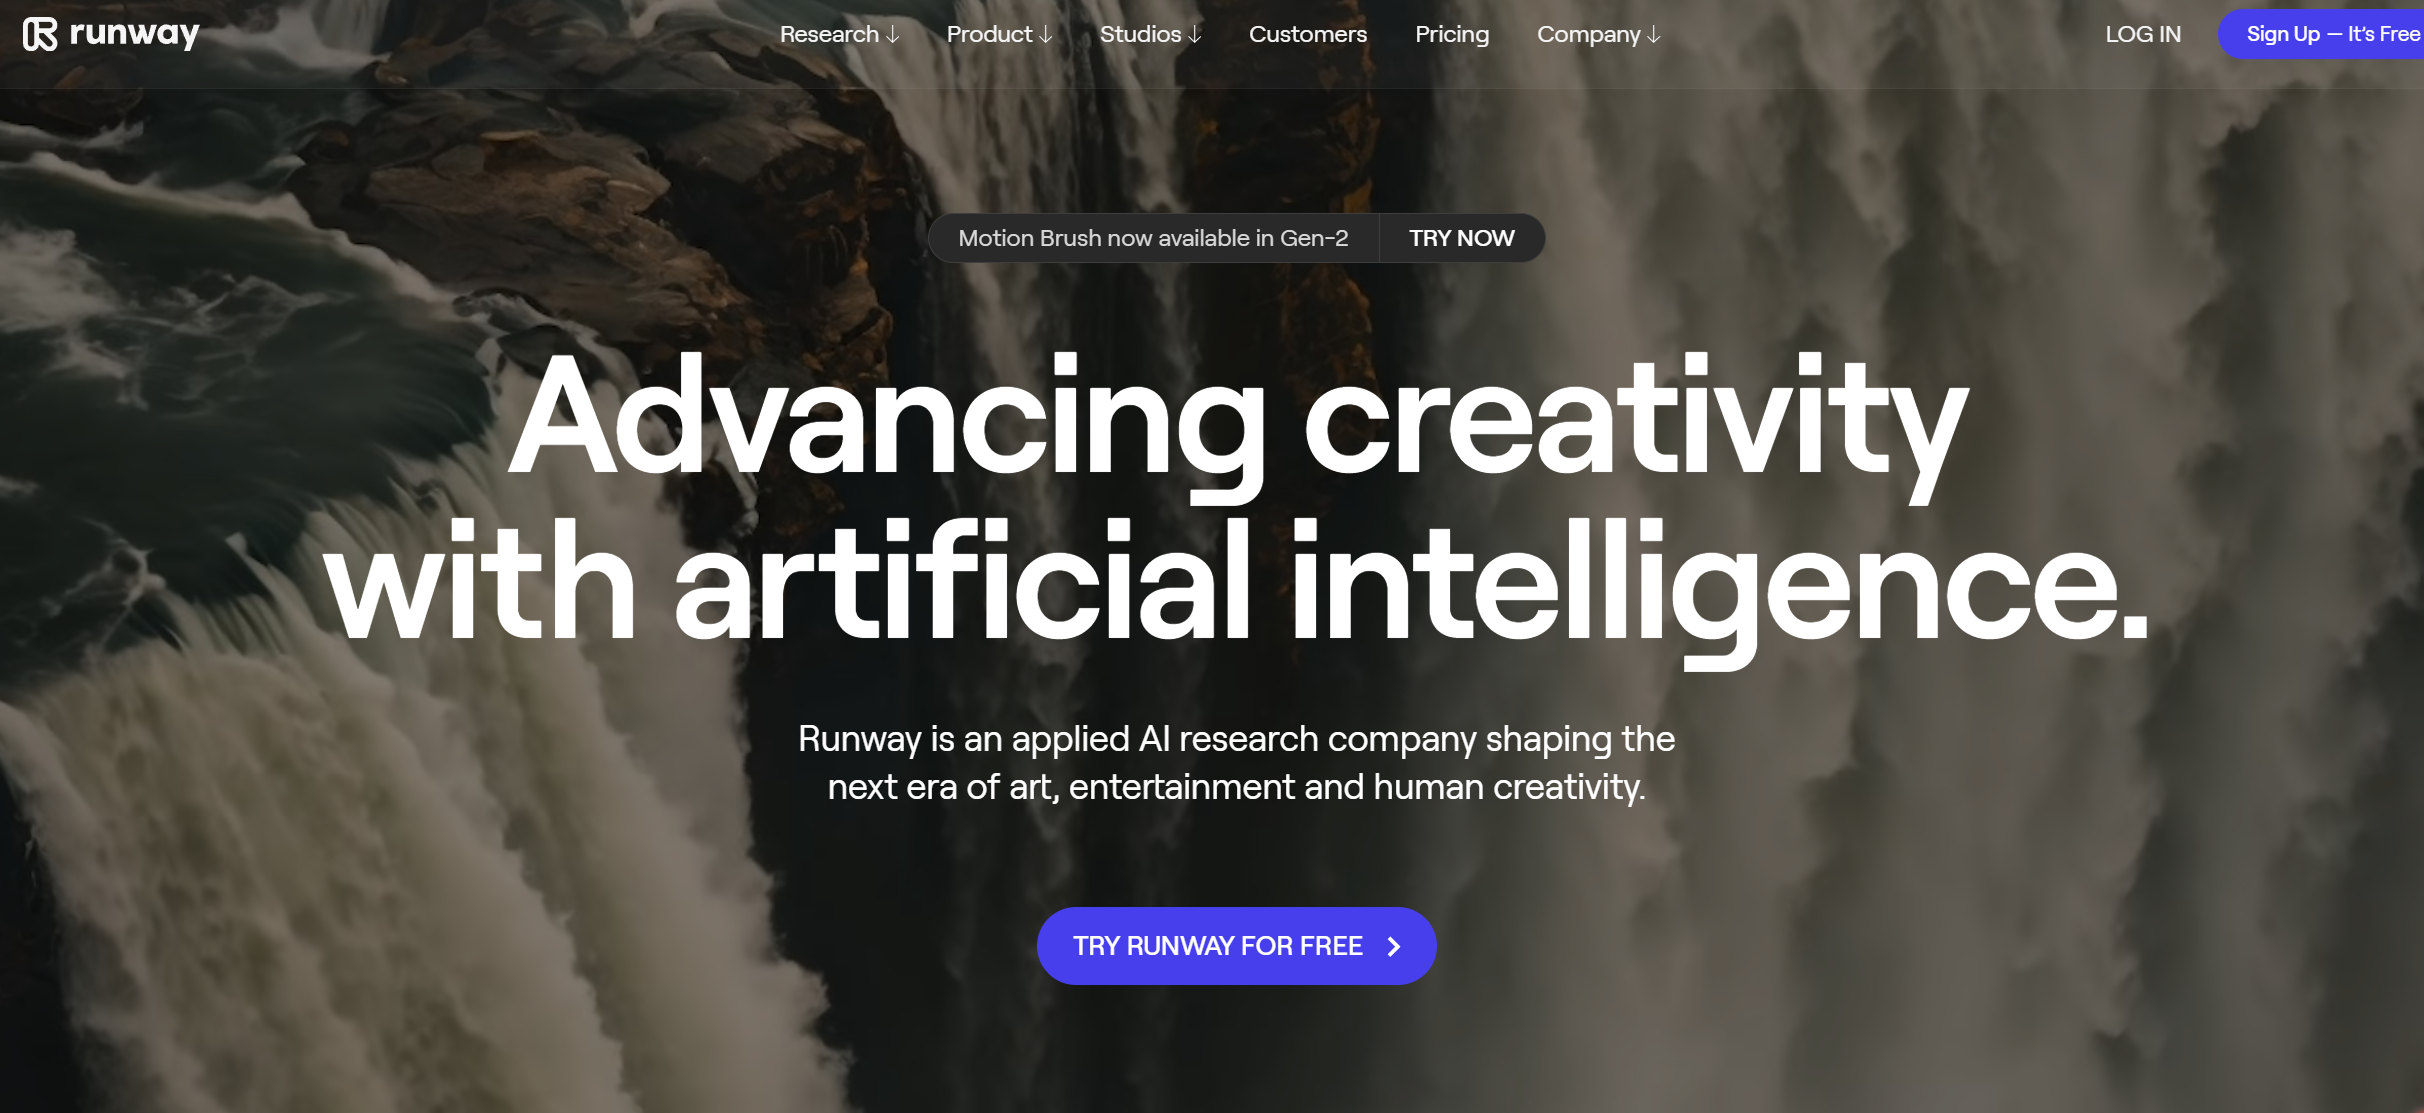 runway
Research ↓ Product ↓ Studios ↓ Customers Pricing Company ↓ LOG IN Sign Up — It's Free
Motion Brush now available in Gen-2 TRY NOW
Advancing creativity
with artificial intelligence.
Runway is an applied AI research company shaping the
next era of art, entertainment and human creativity.
TRY RUNWAY FOR FREE